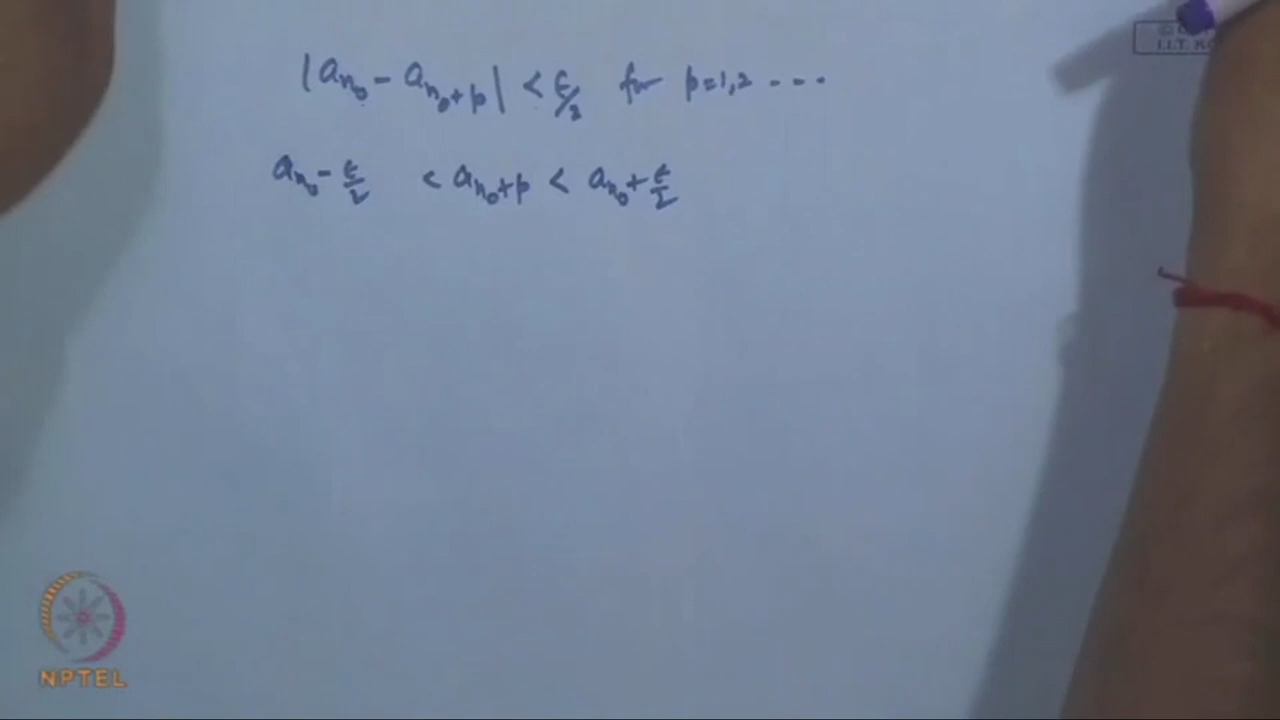 |a_{n_0} - a_{n_0+p}| < ε/2 for p=1,2 ---
a_{n_0} - ε/2 < a_{n_0+p} < a_{n_0} + ε/2
I.I.T. K
NPTEL